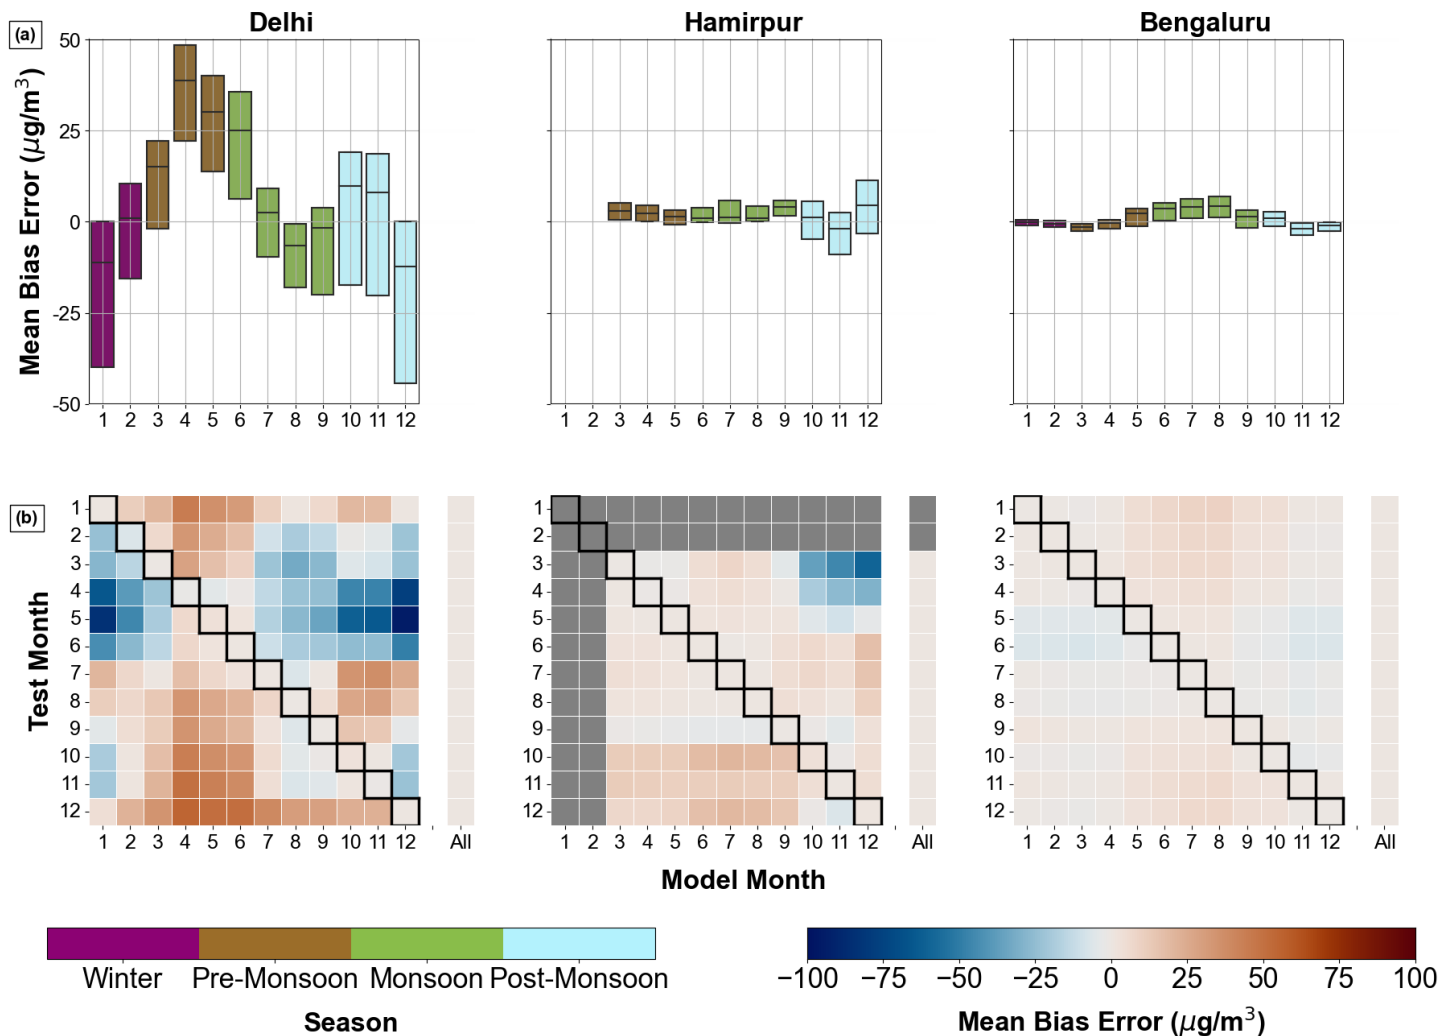 Delhi Hamirpur Bengaluru
(a)
50
25
0
-25
-50
Mean Bias Error (μg/m³)
1 2 3 4 5 6 7 8 9 10 11 12
1 2 3 4 5 6 7 8 9 10 11 12
1 2 3 4 5 6 7 8 9 10 11 12
(b)
1
2
3
4
5
6
7
8
9
10
11
12
Test Month
1 2 3 4 5 6 7 8 9 10 11 12 All
1 2 3 4 5 6 7 8 9 10 11 12 All
1 2 3 4 5 6 7 8 9 10 11 12 All
Model Month
Winter Pre-Monsoon Monsoon Post-Monsoon
Season
−100 −75 −50 −25 0 25 50 75 100
Mean Bias Error (μg/m³)